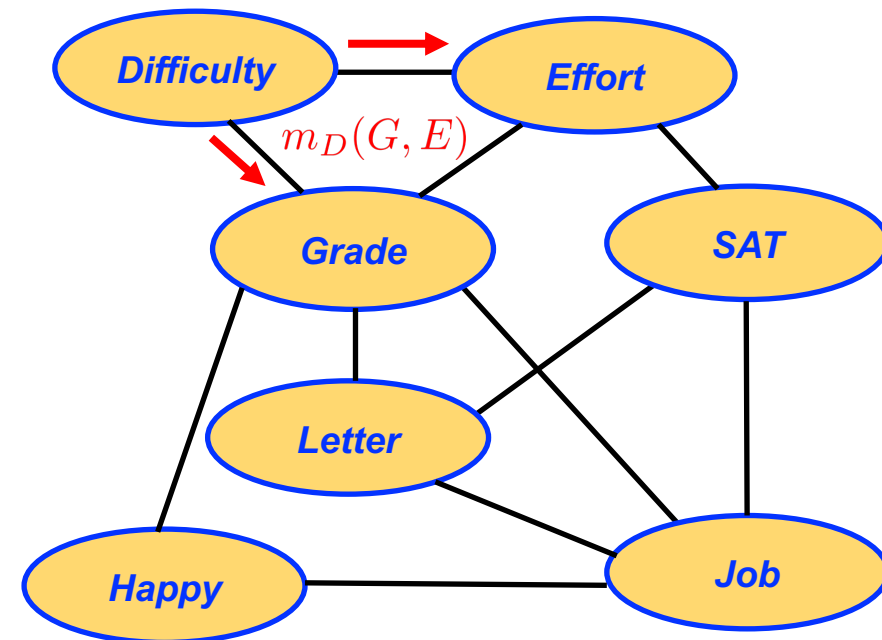 Difficulty
Effort
m_D(G, E)
Grade
SAT
Letter
Happy
Job